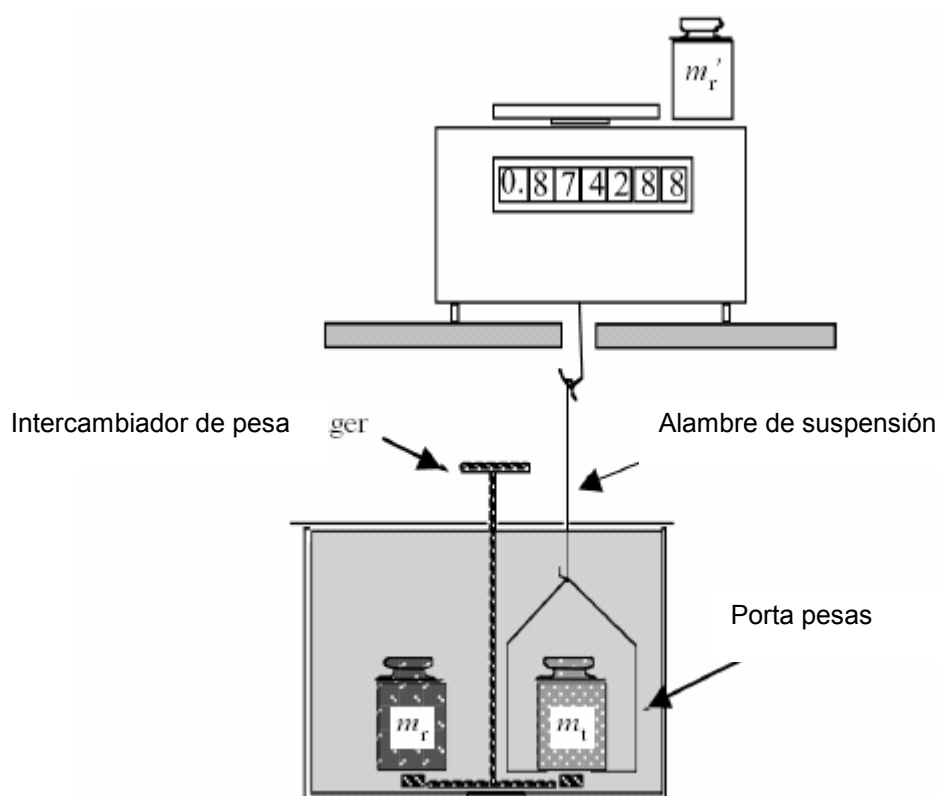 m'r
0.874288
Intercambiador de pesa ger
Alambre de suspensión
Porta pesas
mr
mt